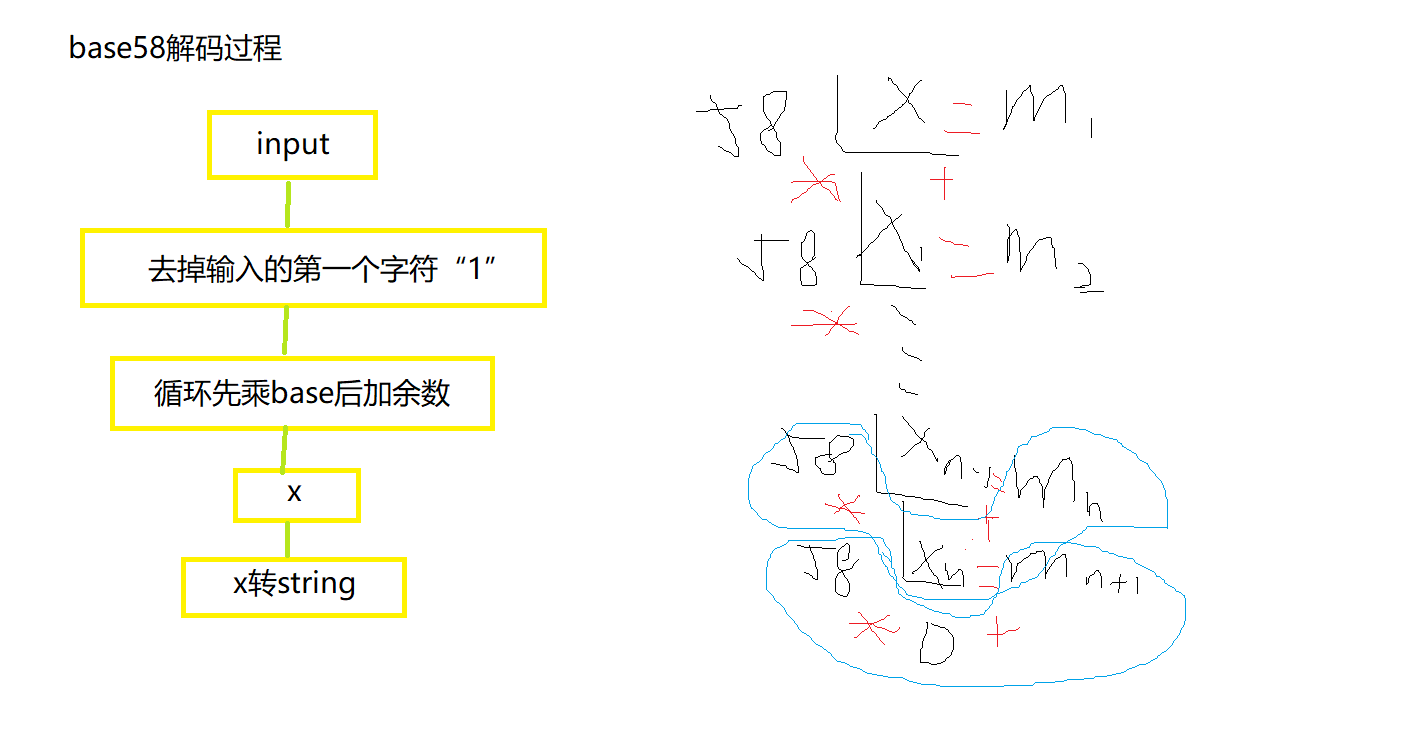 base58解码过程
input
去掉输入的第一个字符“1”
循环先乘base后加余数
x
x转string
58 x = m1
* +
58 x1 = m2
*
58 xn-1 = mn
* +
58 xn = mn+1
* 0 +